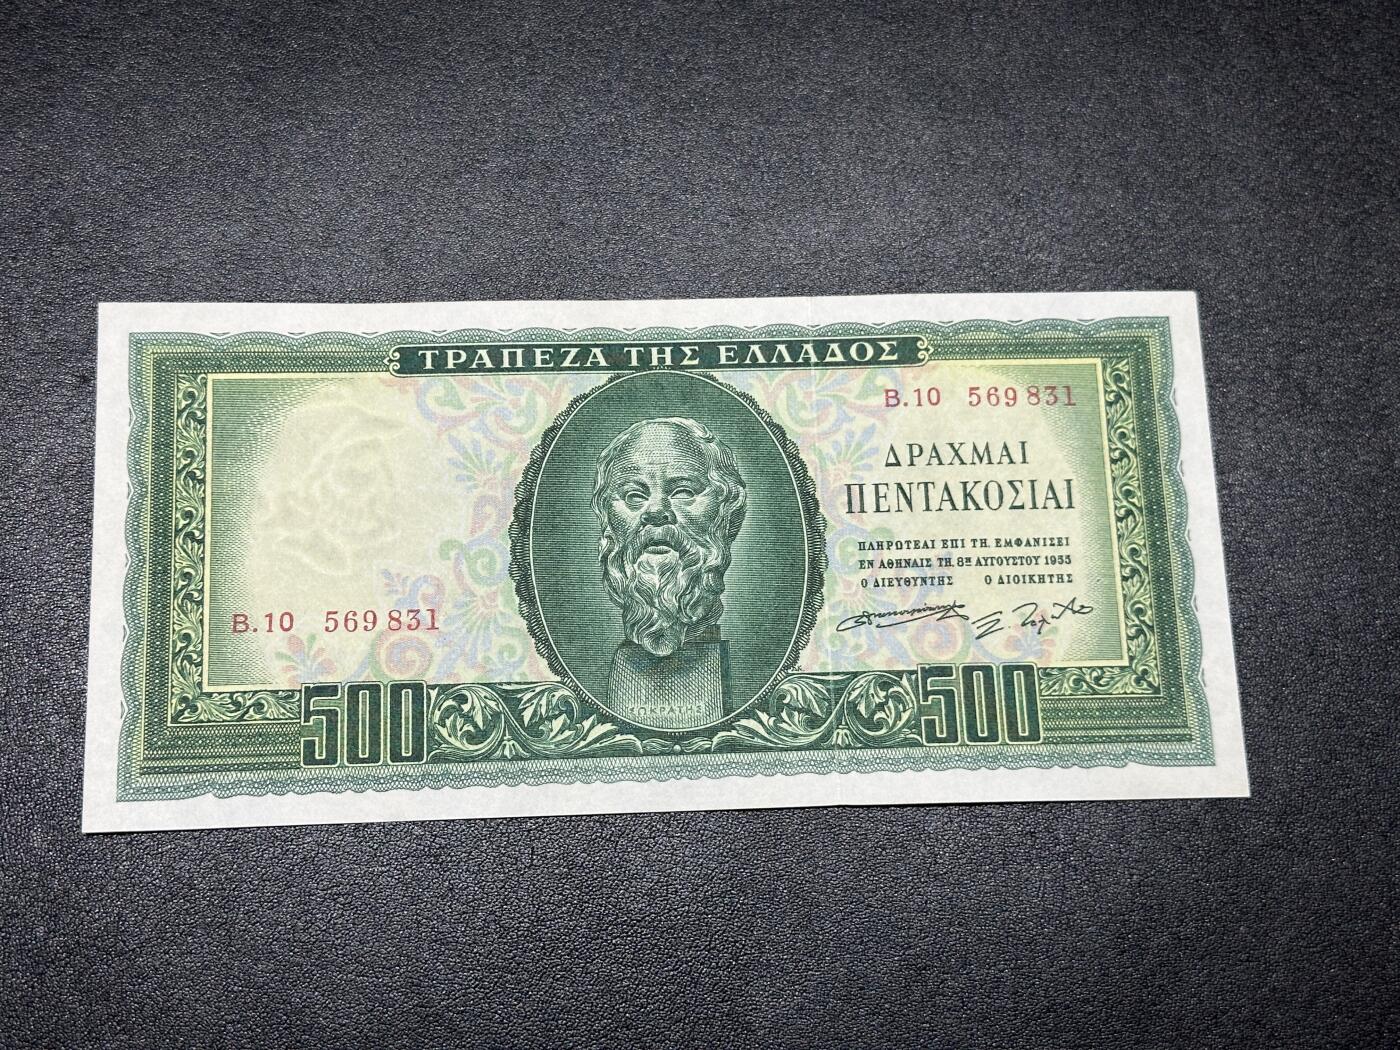 ΤΡΑΠΕΖΑ ΤΗΣ ΕΛΛΑΔΟΣ
Β.10 569831
ΔΡΑΧΜΑΙ
ΠΕΝΤΑΚΟΣΙΑΙ
ΠΛΗΡΩΤΕΑΙ ΕΠΙ ΤΗ, ΕΜΦΑΝΙΣΕΙ
ΕΝ ΑΘΗΝΑΙΣ ΤΗ, 8Η ΑΥΓΟΥΣΤΟΥ 1955
Ο ΔΙΕΥΘΥΝΤΗΣ Ο ΔΙΟΙΚΗΤΗΣ
Β.10 569831
ΣΩΚΡΑΤΗΣ
500 500